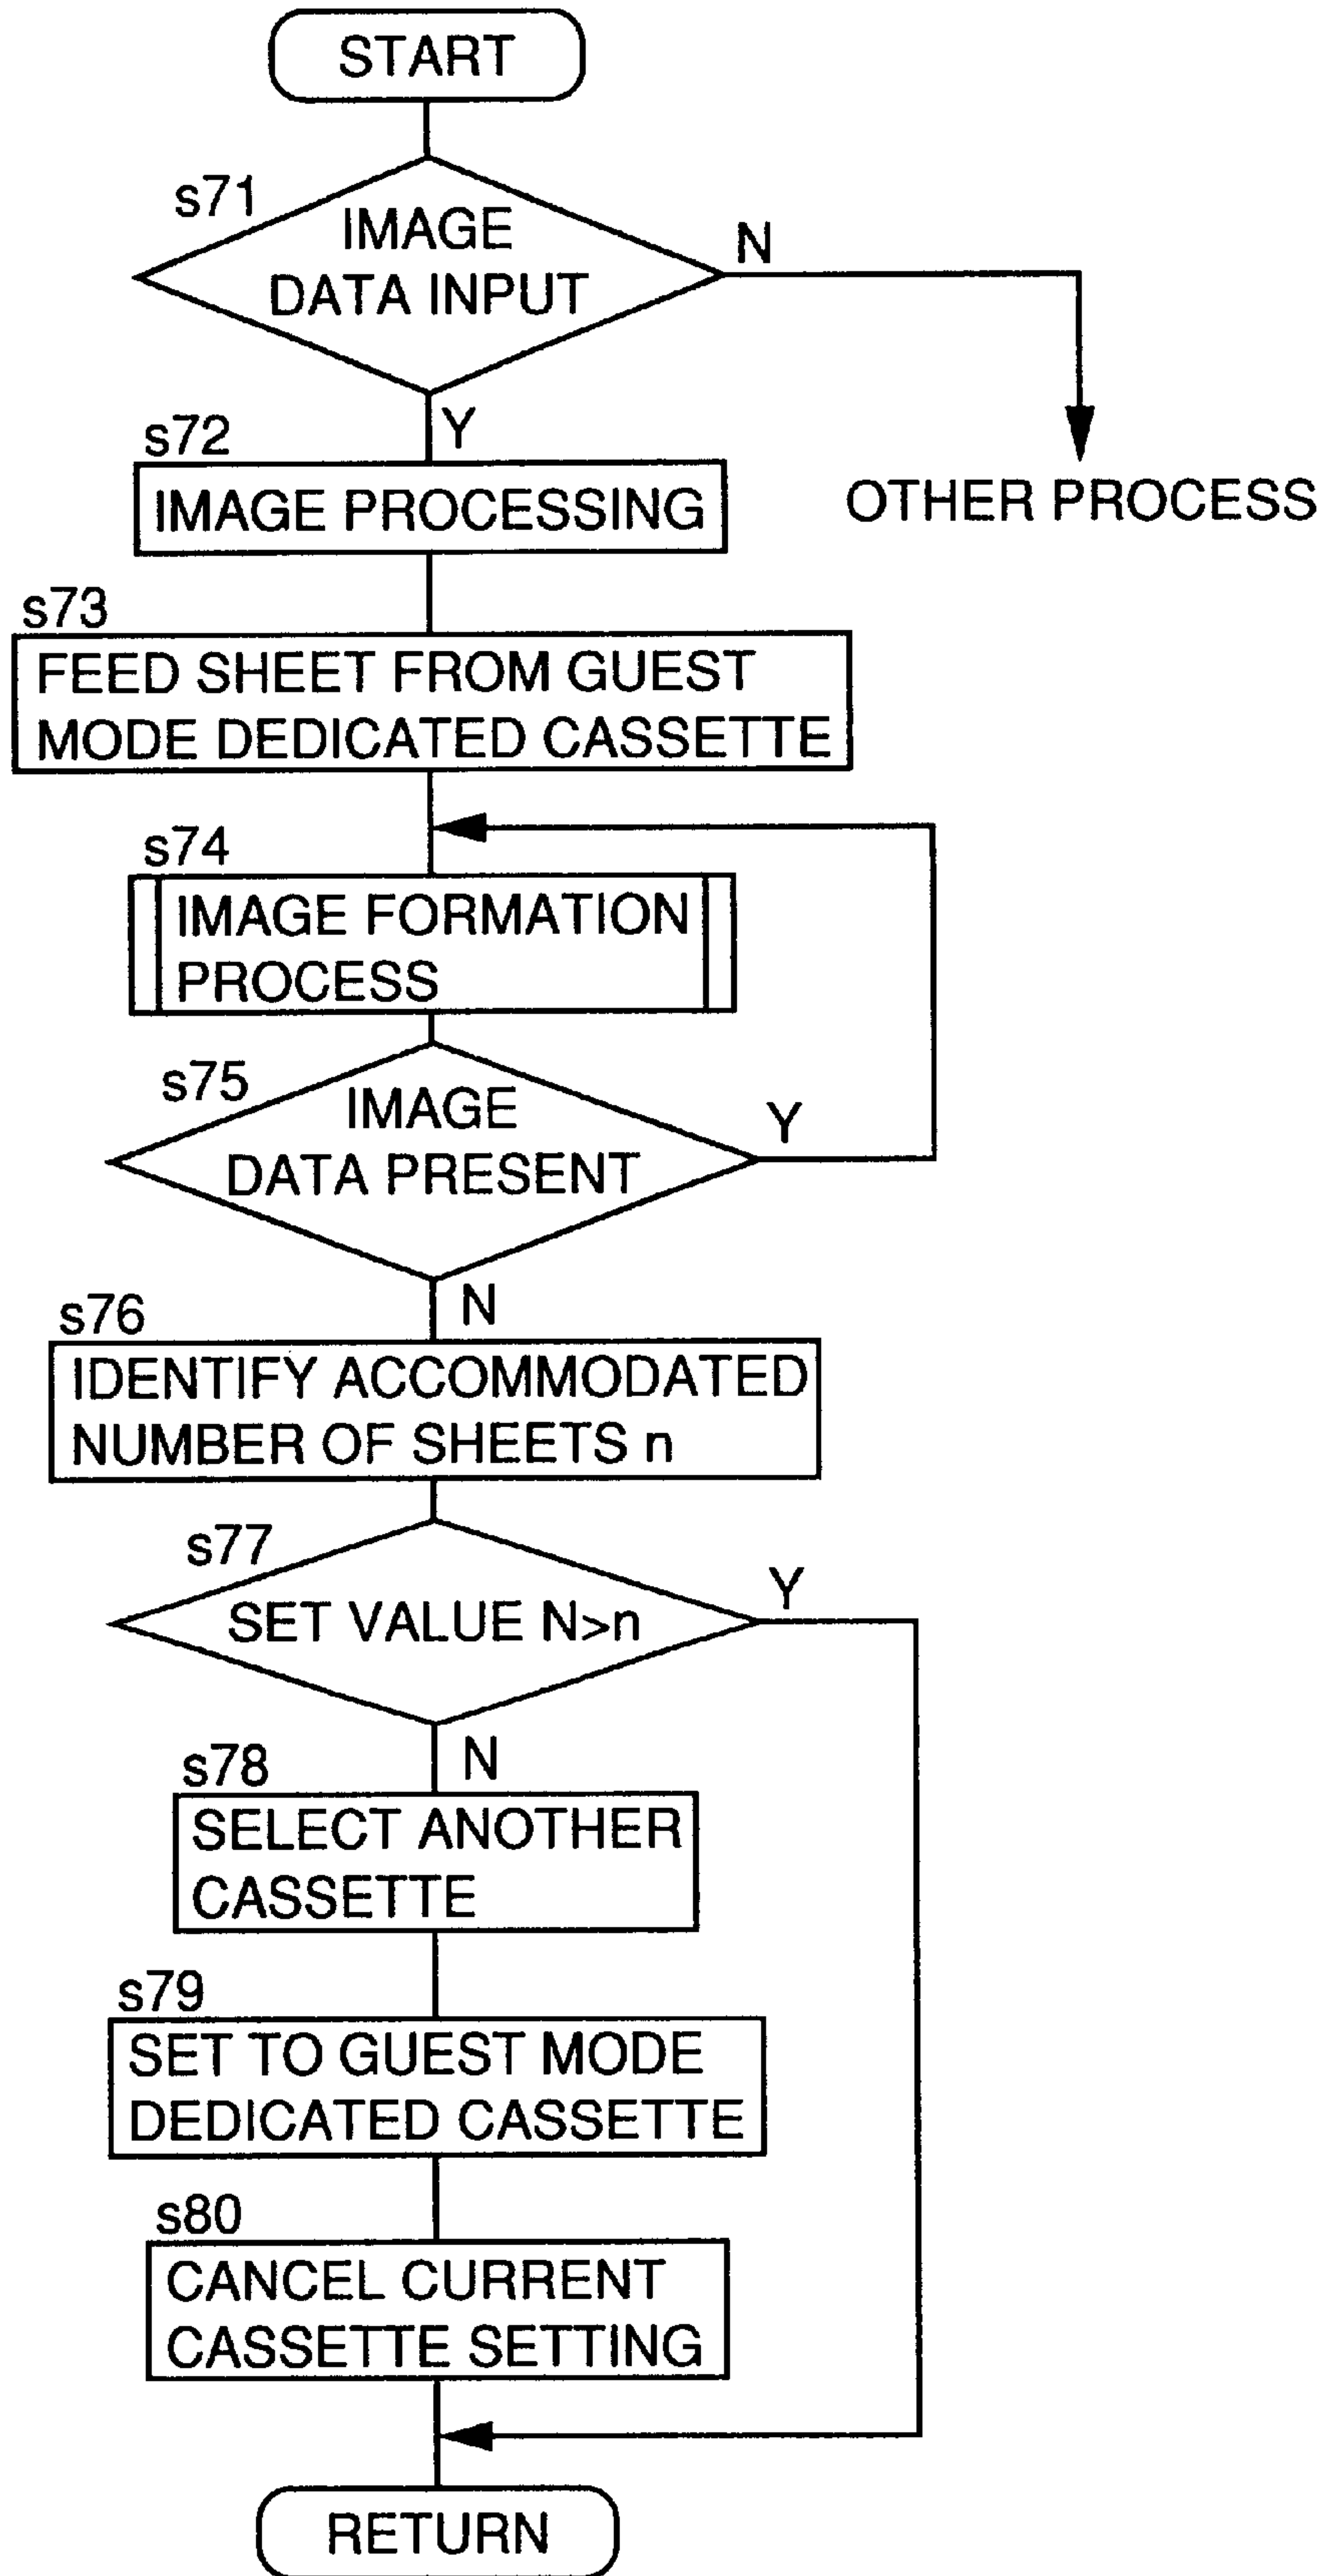 START
s71
IMAGE
DATA INPUT
N
Y
s72
IMAGE PROCESSING
OTHER PROCESS
s73
FEED SHEET FROM GUEST
MODE DEDICATED CASSETTE
s74
IMAGE FORMATION
PROCESS
s75
IMAGE
DATA PRESENT
Y
N
s76
IDENTIFY ACCOMMODATED
NUMBER OF SHEETS n
s77
SET VALUE N>n
Y
N
s78
SELECT ANOTHER
CASSETTE
s79
SET TO GUEST MODE
DEDICATED CASSETTE
s80
CANCEL CURRENT
CASSETTE SETTING
RETURN